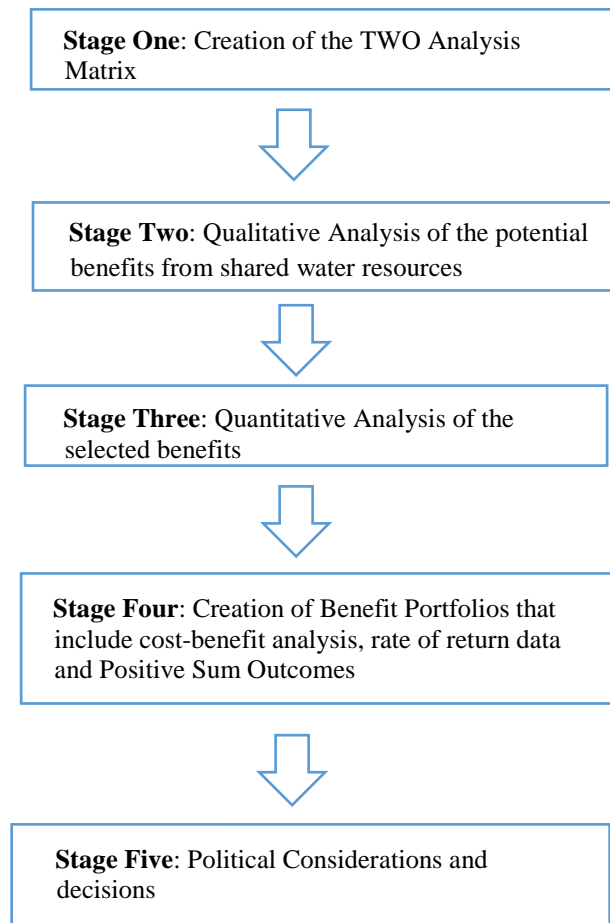 Stage One: Creation of the TWO Analysis
Matrix
Stage Two: Qualitative Analysis of the potential
benefits from shared water resources
Stage Three: Quantitative Analysis of the
selected benefits
Stage Four: Creation of Benefit Portfolios that
include cost-benefit analysis, rate of return data
and Positive Sum Outcomes
Stage Five: Political Considerations and
decisions